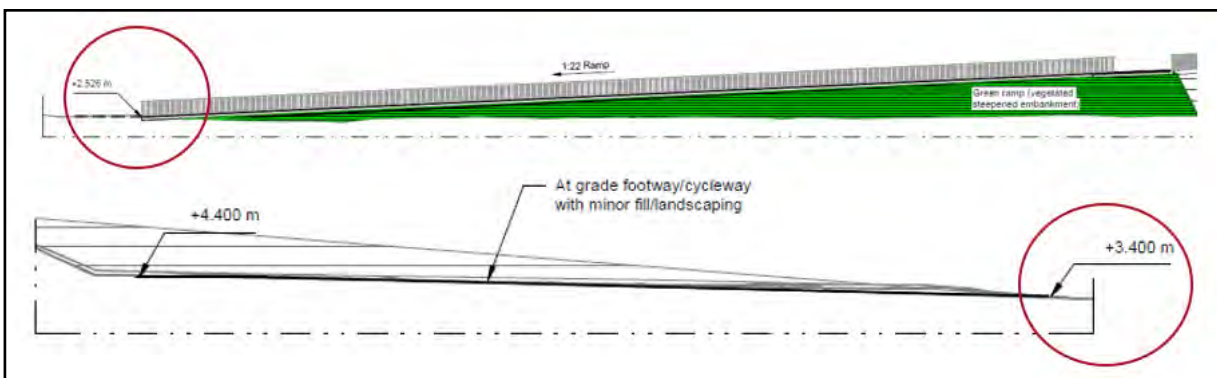 1:22 Ramp
+2.526 m
Green ramp (vegetated
steepened embankment)
At grade footway/cycleway
with minor fill/landscaping
+4.400 m
+3.400 m